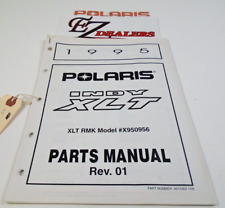 POLARIS
EZ DEALERS
1995
POLARIS
INDY
XLT
XLT RMK Model #X950956
PARTS MANUAL
Rev. 01